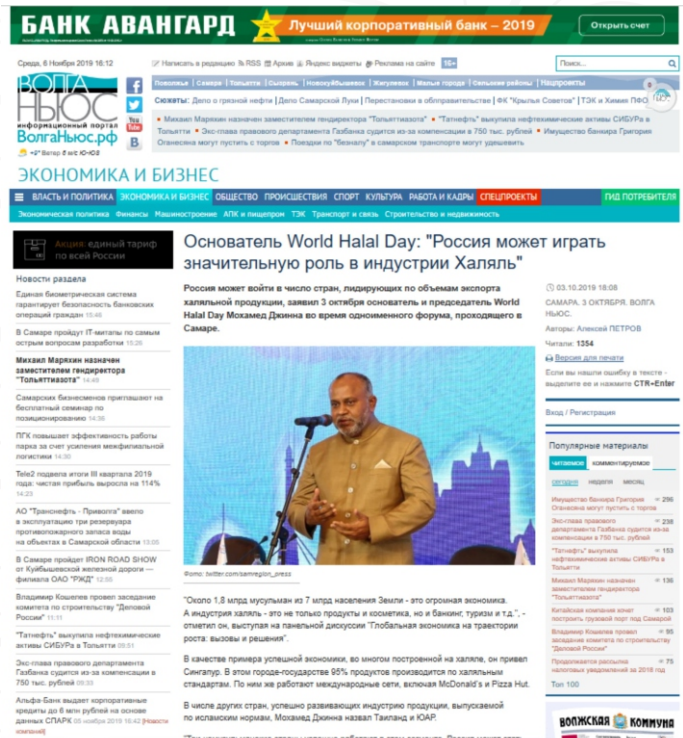 БАНК АВАНГАРД
Лучший корпоративный банк – 2019
Открыть счет
Среда, 6 Ноября 2019 16:12
Написать в редакцию
RSS
Архив
Яндекс виджеты
Реклама на сайте
16+
Поиск...
ВОЛГА
НЬЮС
информационный портал
ВолгаНьюс.рф
Поволжье | Самара | Тольятти | Сызрань | Новокуйбышевск | Жигулевск | Малые города | Сельские районы | Нацпроекты
Сюжеты: Дело о грязной нефти | Дело Самарской Луки | Перестановки в облправительстве | ФК "Крылья Советов" | ТЭК и Химия ПФО
Михаил Маряхин назначен заместителем гендиректора "Тольяттиазота" "Татнефть" выкупила нефтехимические активы СИБУРа в
Тольятти Экс-глава правового департамента Газбанка судится из-за компенсации в 750 тыс. рублей Имущество банкира Григория
Оганесяна могут пустить с торгов Поездки по "безналу" в самарском транспорте могут удешевить
ЭКОНОМИКА И БИЗНЕС
ВЛАСТЬ И ПОЛИТИКА ЭКОНОМИКА И БИЗНЕС ОБЩЕСТВО ПРОИСШЕСТВИЯ СПОРТ КУЛЬТУРА РАБОТА И КАДРЫ СПЕЦПРОЕКТЫ ГИД ПОТРЕБИТЕЛЯ
Экономическая политика Финансы Машиностроение АПК и пищепром ТЭК Транспорт и связь Строительство и недвижимость
Акция: единый тариф
по всей России
Новости раздела
Единая биометрическая система
гарантирует безопасность банковских
операций граждан 15:48
В Самаре пройдут IT-митапы по самым
острым вопросам разработки 15:26
Михаил Маряхин назначен
заместителем гендиректора
"Тольяттиазота" 14:49
Самарских бизнесменов приглашают на
бесплатный семинар по
позиционированию 14:36
ПГК повышает эффективность работы
парка за счет усиления межфилиальной
логистики 14:30
Tele2 подвела итоги III квартала 2019
года: чистая прибыль выросла на 114%
14:23
АО "Транснефть - Приволга" ввело
в эксплуатацию три резервуара
противопожарного запаса воды
на объектах в Самарской области 13:05
В Самаре пройдет IRON ROAD SHOW
от Куйбышевской железной дороги —
филиала ОАО "РЖД" 12:00
Владимир Кошелев провел заседание
комитета по строительству "Деловой
России" 11:11
"Татнефть" выкупила нефтехимические
активы СИБУРа в Тольятти 09:51
Экс-глава правового департамента
Газбанка судится из-за компенсации в
750 тыс. рублей 09:33
Альфа-Банк выдает корпоративные
кредиты до 6 млн рублей на основе
данных СПАРК 05 ноября 2019 16:42 [Новости
компаний]
Основатель World Halal Day: "Россия может играть
значительную роль в индустрии Халяль"
Россия может войти в число стран, лидирующих по объемам экспорта
халяльной продукции, заявил 3 октября основатель и председатель World
Halal Day Мохамед Джинна во время одноименного форума, проходящего в
Самаре.
Фото: twitter.com/samregion_press
"Около 1,8 млрд мусульман из 7 млрд населения Земли - это огромная экономика.
А индустрия халяль - это не только продукты и косметика, но и банкинг, туризм и т.д.", -
отметил он, выступая на панельной дискуссии "Глобальная экономика на траектории
роста: вызовы и решения".
В качестве примера успешной экономики, во многом построенной на халяле, он привел
Сингапур. В этом городе-государстве 95% продуктов производится по халяльным
стандартам. По ним же работают международные сети, включая McDonald's и Pizza Hut.
В числе других стран, успешно развивающих индустрию продукции, выпускаемой
по исламским нормам, Мохамед Джинна назвал Таиланд и ЮАР.
03.10.2019 18:08
САМАРА. 3 ОКТЯБРЯ. ВОЛГА
НЬЮС.
Авторы: Алексей ПЕТРОВ
Читали: 1354
Версия для печати
Если вы нашли ошибку в тексте -
выделите ее и нажмите CTR+Enter
Вход / Регистрация
Популярные материалы
читаемое комментируемое
сегодня неделя месяц
Имущество банкира Григория 296
Оганесяна могут пустить с торгов
Экс-глава правового 238
департамента Газбанка судится из-за
компенсации в 750 тыс. рублей
"Татнефть" выкупила 153
нефтехимические активы СИБУРа в
Тольятти
Михаил Маряхин назначен 136
заместителем гендиректора
"Тольяттиазота"
Китайская компания хочет 103
построить грузовой порт под Самарой
Владимир Кошелев провел 95
заседание комитета по строительству
"Деловой России"
Продолжается рассылка 75
налоговых уведомлений за 2018 год
Топ 100
ВОЛЖСКАЯ КОММУНА